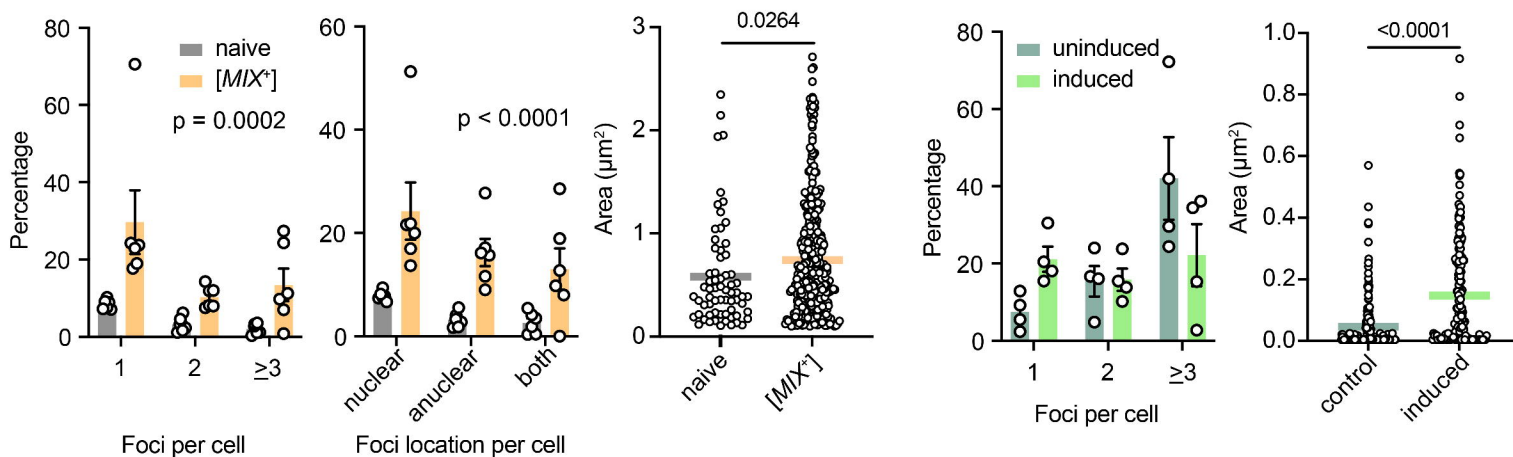 80
60
40
20
0
Percentage
naive
[MIX⁺]
p = 0.0002
1
2
≥3
Foci per cell
60
40
20
0
p < 0.0001
nuclear
anuclear
both
Foci location per cell
3
2
1
0
Area (µm²)
0.0264
naive
[MIX⁺]
80
60
40
20
0
Percentage
uninduced
induced
1
2
≥3
Foci per cell
1.0
0.8
0.6
0.4
0.2
0.0
Area (µm²)
<0.0001
control
induced